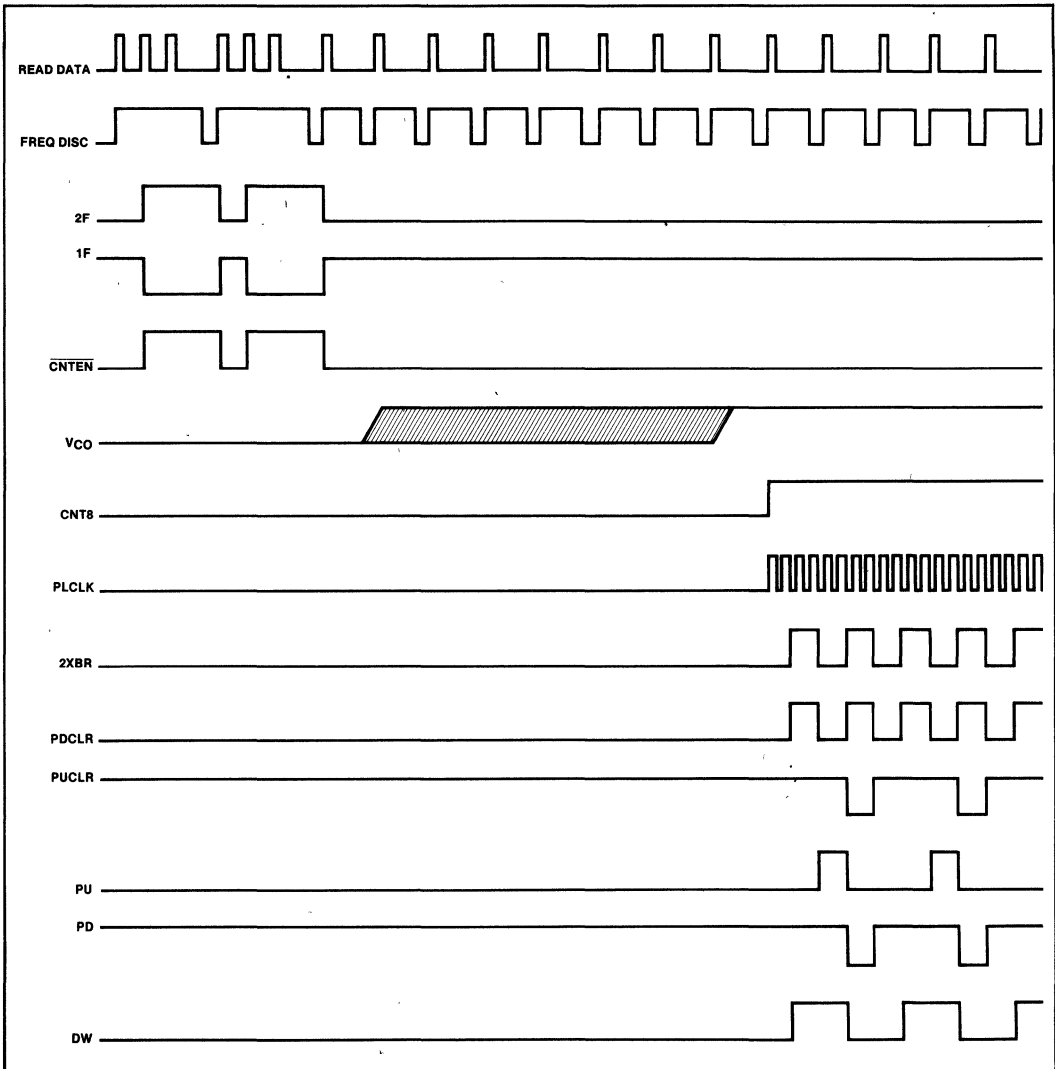 READ DATA
FREQ DISC
2F
1F
CNTEN
VCO
CNT8
PLCLK
2XBR
PDCLR
PUCLR
PU
PD
DW